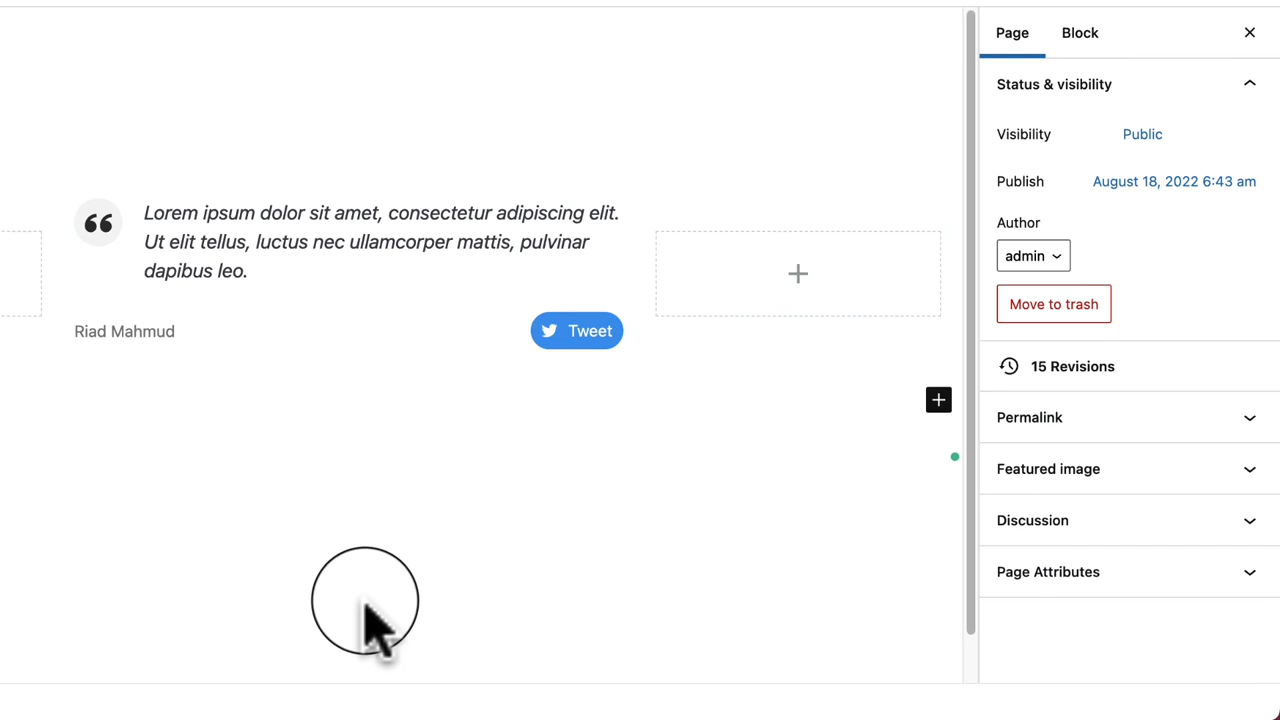 Page Block
Status & visibility
Visibility Public
Publish August 18, 2022 6:43 am
Author
admin
Move to trash
15 Revisions
Permalink
Featured image
Discussion
Page Attributes
Lorem ipsum dolor sit amet, consectetur adipiscing elit.
Ut elit tellus, luctus nec ullamcorper mattis, pulvinar
dapibus leo.
Riad Mahmud
Tweet